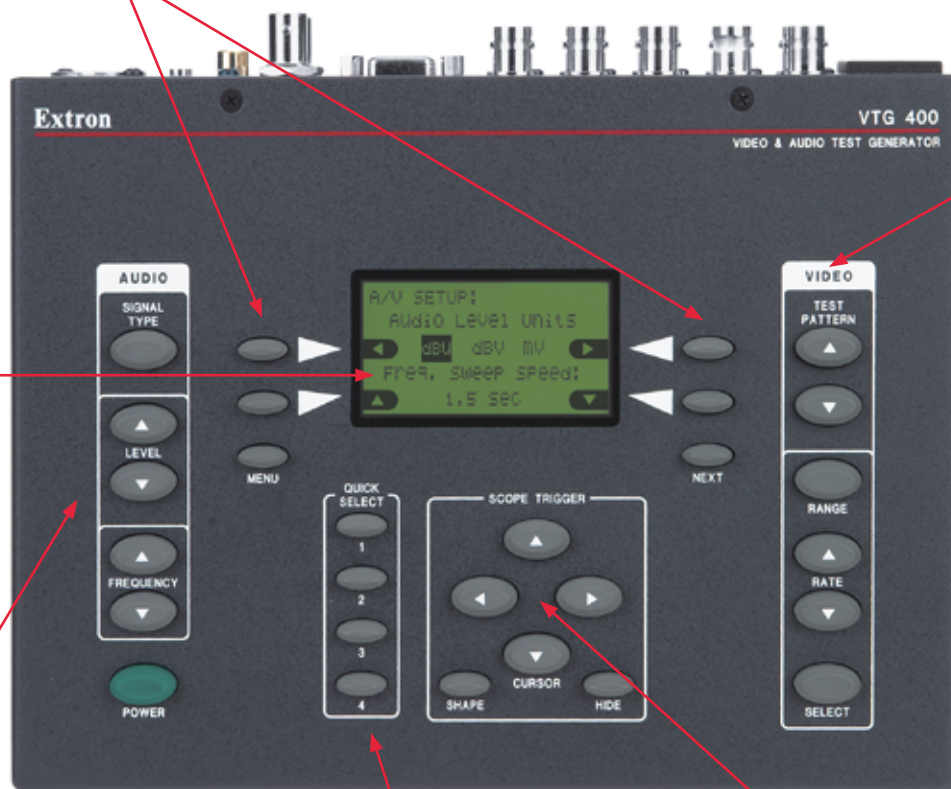 Extron
VTG 400
VIDEO & AUDIO TEST GENERATOR
AUDIO
SIGNAL
TYPE
LEVEL
FREQUENCY
POWER
A/V SETUP:
Audio Level Units
dBU dBV mV
Freq. Sweep Speed:
1.5 sec
MENU
NEXT
QUICK
SELECT
1
2
3
4
SCOPE TRIGGER
CURSOR
SHAPE
HIDE
VIDEO
TEST
PATTERN
RANGE
RATE
SELECT